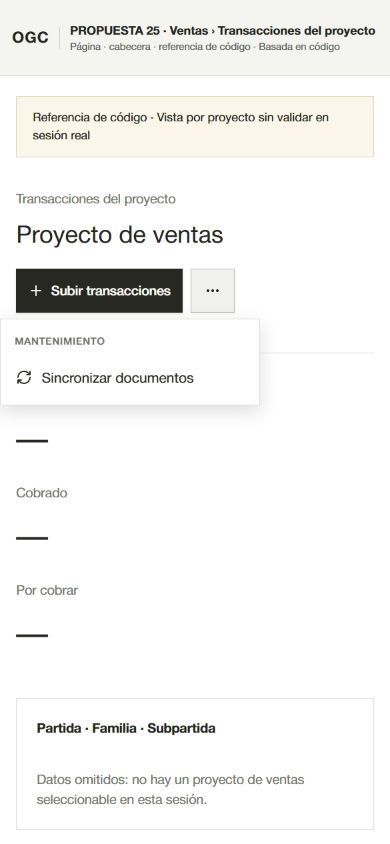 OGC
PROPUESTA 25 · Ventas › Transacciones del proyecto
Página · cabecera · referencia de código · Basada en código
Referencia de código · Vista por proyecto sin validar en
sesión real
Transacciones del proyecto
Proyecto de ventas
+ Subir transacciones
···
MANTENIMIENTO
Sincronizar documentos
—
Cobrado
—
Por cobrar
—
Partida · Familia · Subpartida
Datos omitidos: no hay un proyecto de ventas
seleccionable en esta sesión.